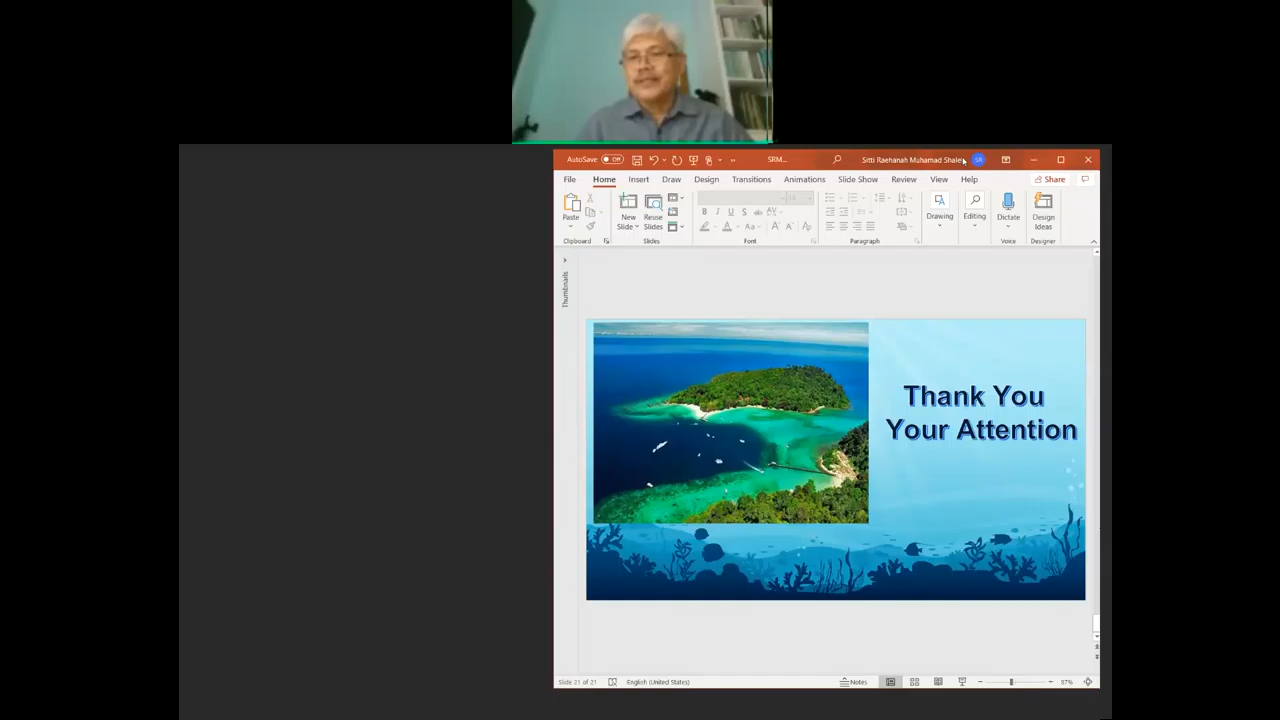 AutoSave Off SRM... Sitti Raehanah Muhamad Shaleh SR
File Home Insert Draw Design Transitions Animations Slide Show Review View Help Share
Paste New Slide Reuse Slides Drawing Editing Dictate Design Ideas
Clipboard Slides Font Paragraph Voice Designer
Thumbnails
Thank You
Your Attention
Slide 21 of 21 English (United States) Notes 87%